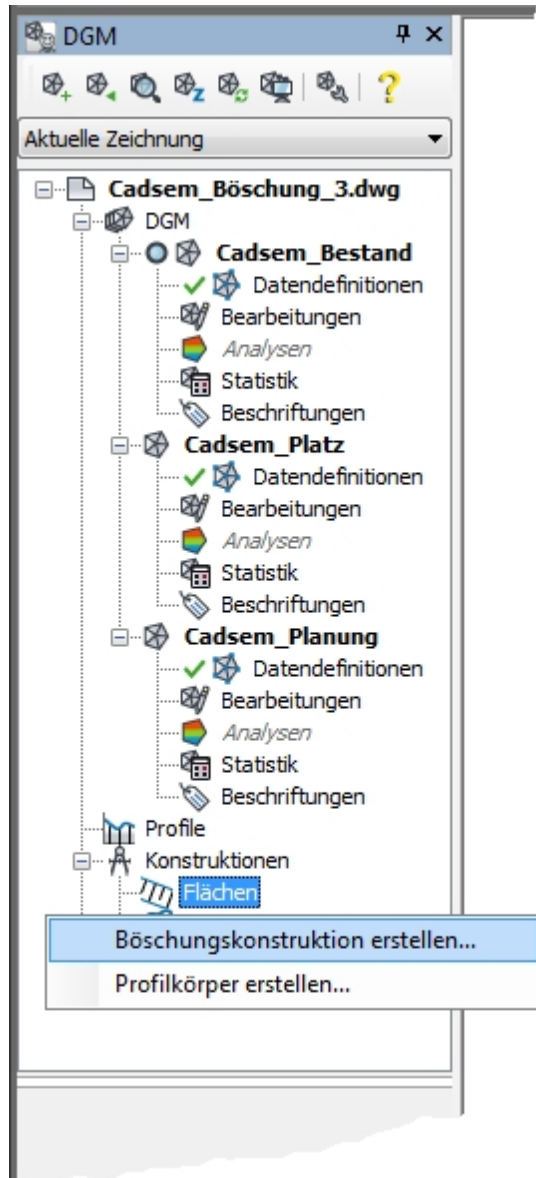 DGM
Aktuelle Zeichnung
Cadsem_Böschung_3.dwg
DGM
Cadsem_Bestand
Datendefinitionen
Bearbeitungen
Analysen
Statistik
Beschriftungen
Cadsem_Platz
Datendefinitionen
Bearbeitungen
Analysen
Statistik
Beschriftungen
Cadsem_Planung
Datendefinitionen
Bearbeitungen
Analysen
Statistik
Beschriftungen
Profile
Konstruktionen
Flächen
Böschungskonstruktion erstellen...
Profilkörper erstellen...